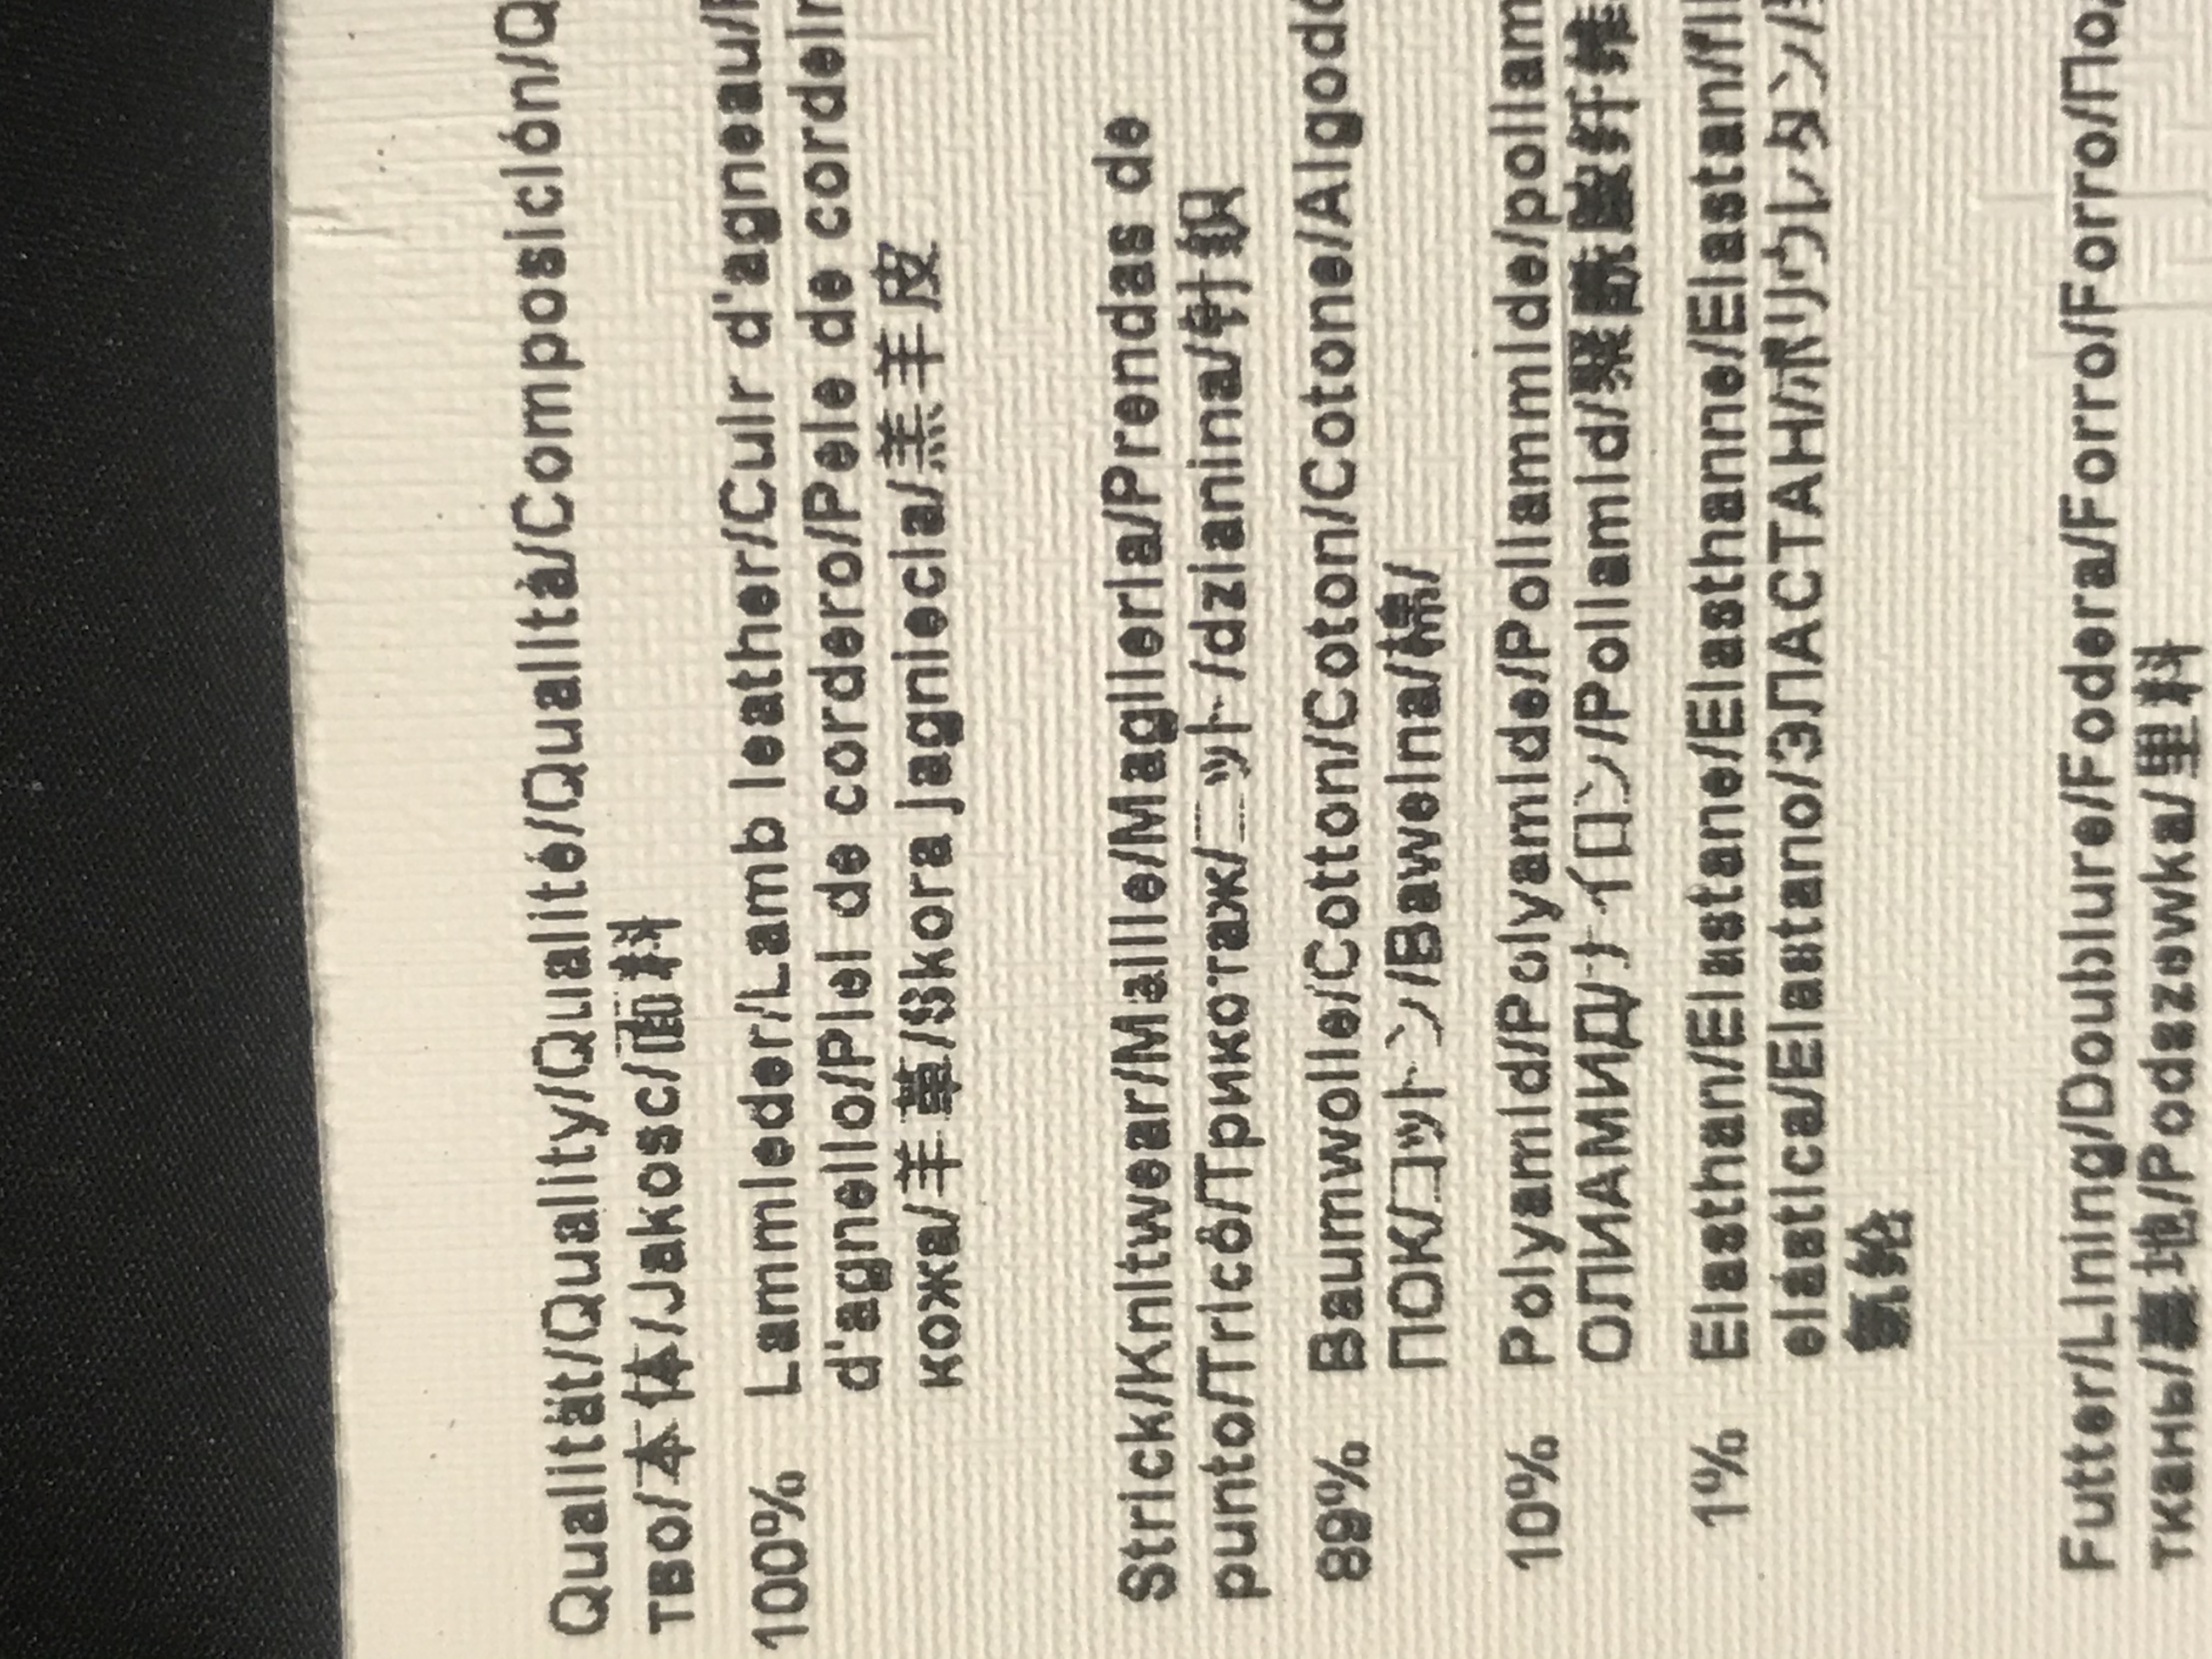 Qualität/Quality/Qualité/Qualità/Composición/Q
тво/本体/Jakosc/面料
100% Lammleder/Lamb leather/Cuir d'agneau/
d'agnello/Piel de cordero/Pele de cordeir
кожа/羊革/Skora jagniecia/羔羊皮
Strick/Knitwear/Maille/Maglieria/Prendas de
punto/Tricô/Трикотаж/ニット/dzianina/针织
89% Baumwolle/Cotton/Coton/Cotone/Algodó
ПОК/コットン/Bawelna/棉/
10% Polyamid/Polyamide/Poliammide/poliam
ОЛИАМИД/ナイロン/Poliamid/聚酰胺纤维
1% Elasthan/Elastane/Elasthanne/Elastan/fi
elástica/Elastano/ЭЛАСТАН/ポリウレタン/
氨纶
Futter/Lining/Doublure/Fodera/Forro/Forro/По
ткань/裏地/Podszewka/里料